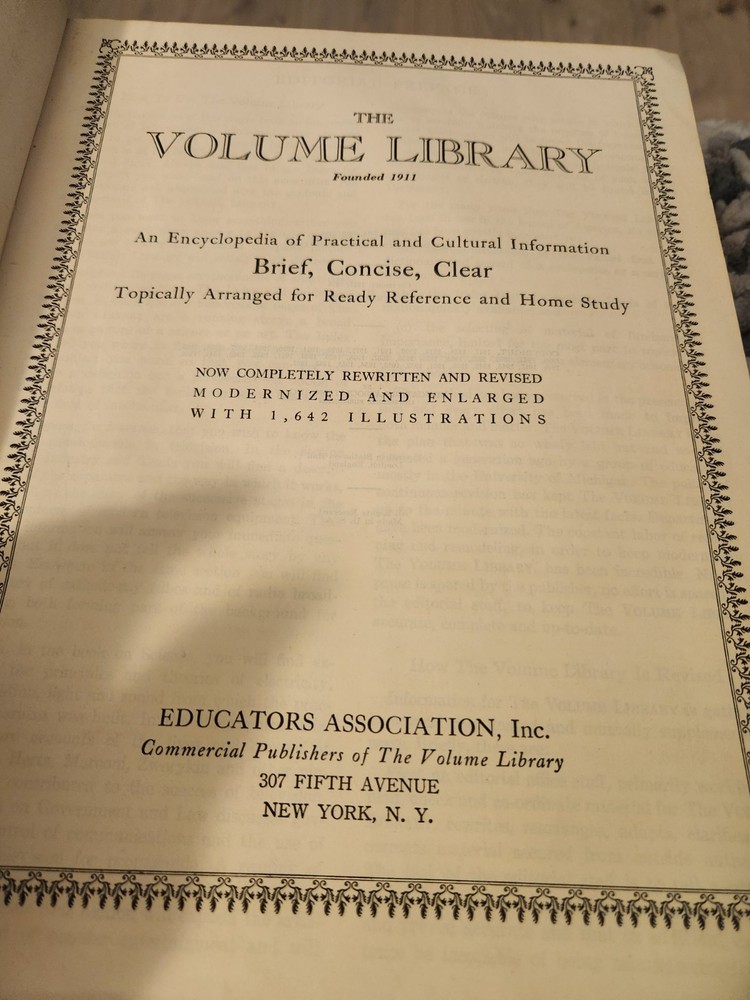 THE
VOLUME LIBRARY
Founded 1911
An Encyclopedia of Practical and Cultural Information
Brief, Concise, Clear
Topically Arranged for Ready Reference and Home Study
NOW COMPLETELY REWRITTEN AND REVISED
MODERNIZED AND ENLARGED
WITH 1,642 ILLUSTRATIONS
EDUCATORS ASSOCIATION, Inc.
Commercial Publishers of The Volume Library
307 FIFTH AVENUE
NEW YORK, N. Y.